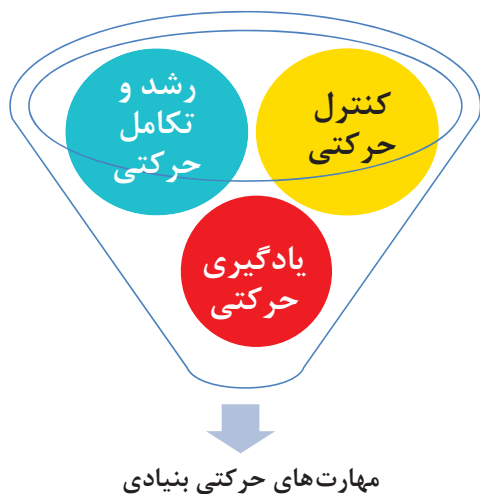 کنترل
حرکتی
رشد و
تکامل
حرکتی
یادگیری
حرکتی
مهارت‌های حرکتی بنیادی